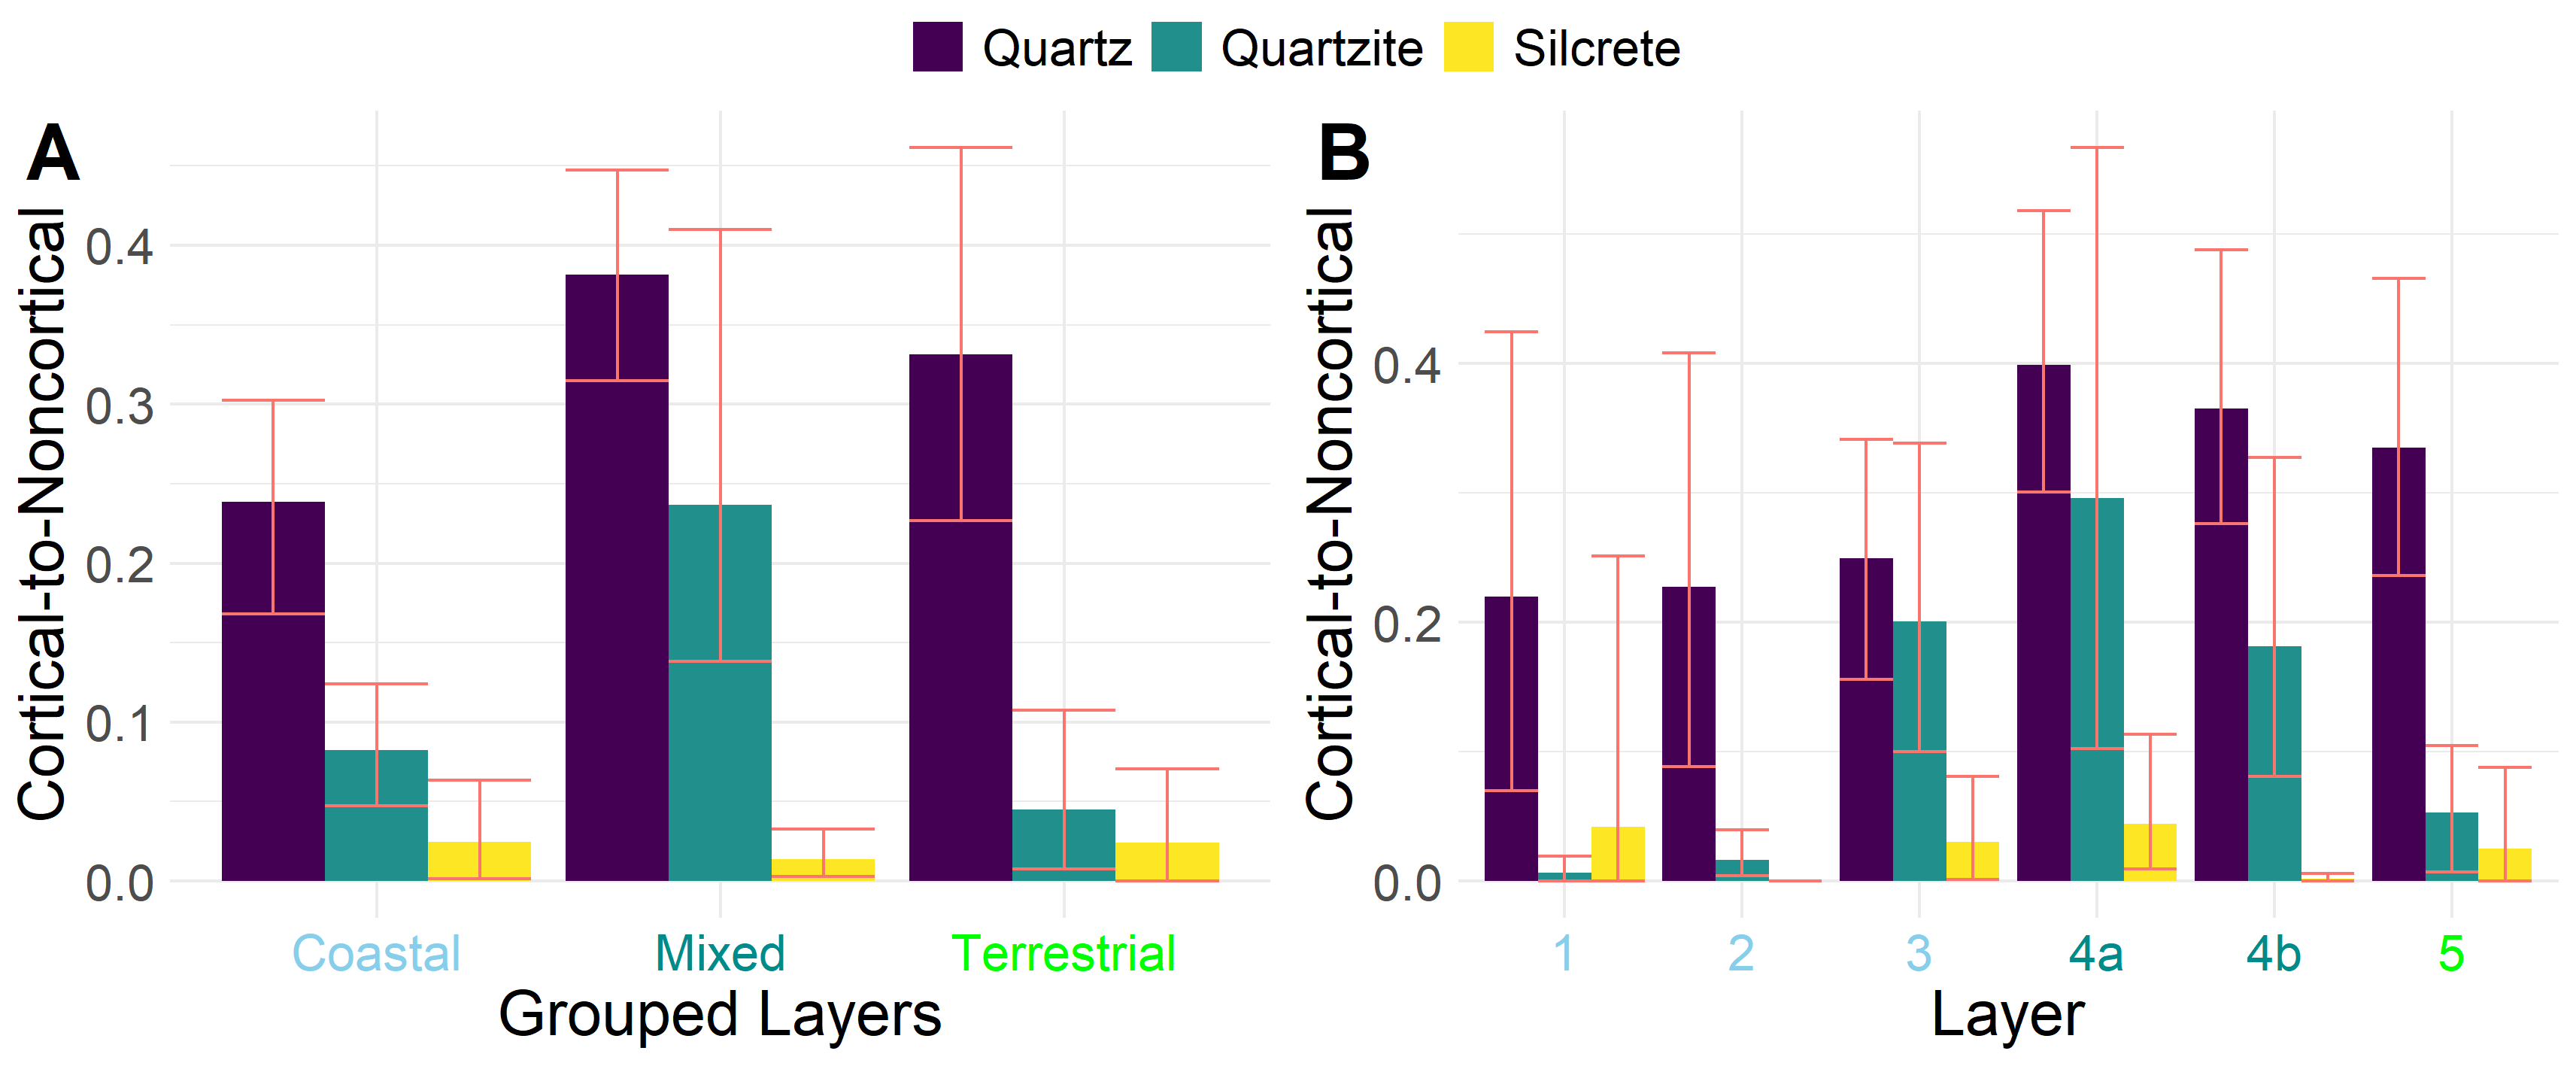 Quartz Quartzite Silcrete
A
Cortical-to-Noncortical
0.4
0.3
0.2
0.1
0.0
Coastal Mixed Terrestrial
Grouped Layers
B
Cortical-to-Noncortical
0.4
0.2
0.0
1 2 3 4a 4b 5
Layer